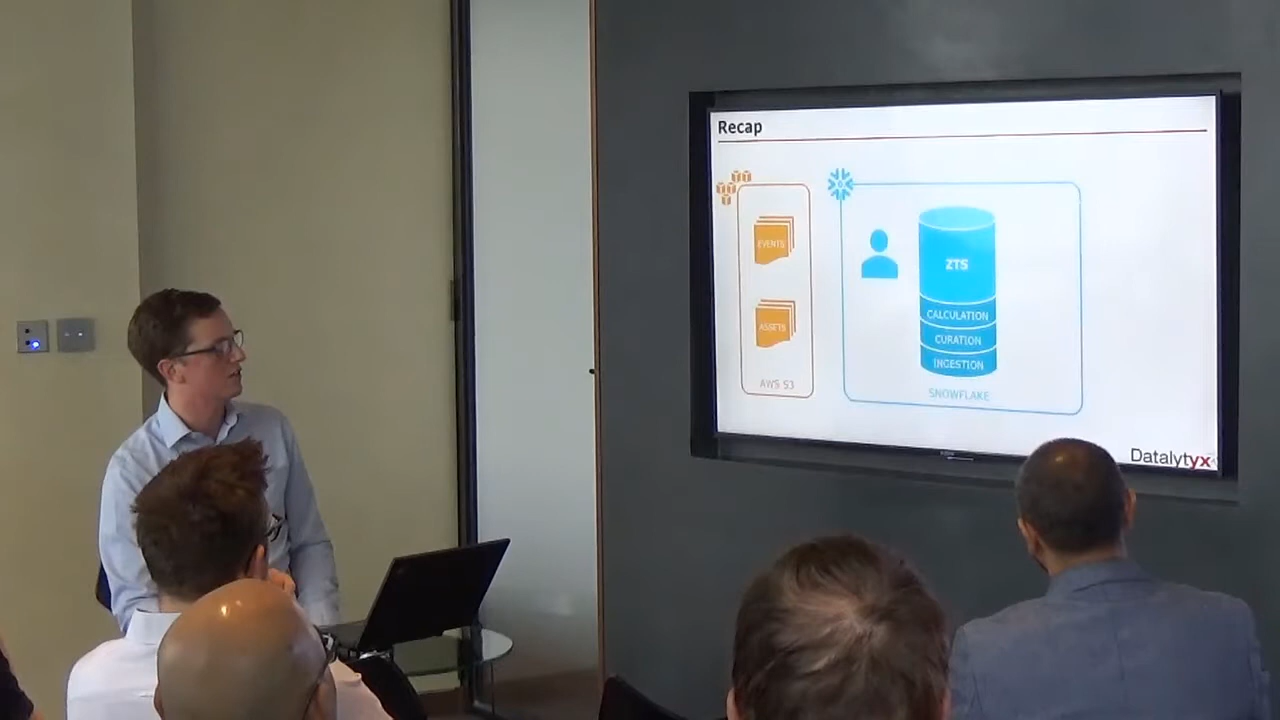 Recap
EVENTS
ASSETS
AWS S3
ZTS
CALCULATION
CURATION
INGESTION
SNOWFLAKE
Datalytyx